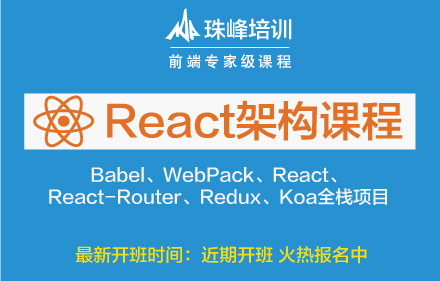 珠峰培训
前端专家级课程
React架构课程
Babel、WebPack、React、
React-Router、Redux、Koa全栈项目
最新开班时间：近期开班 火热报名中